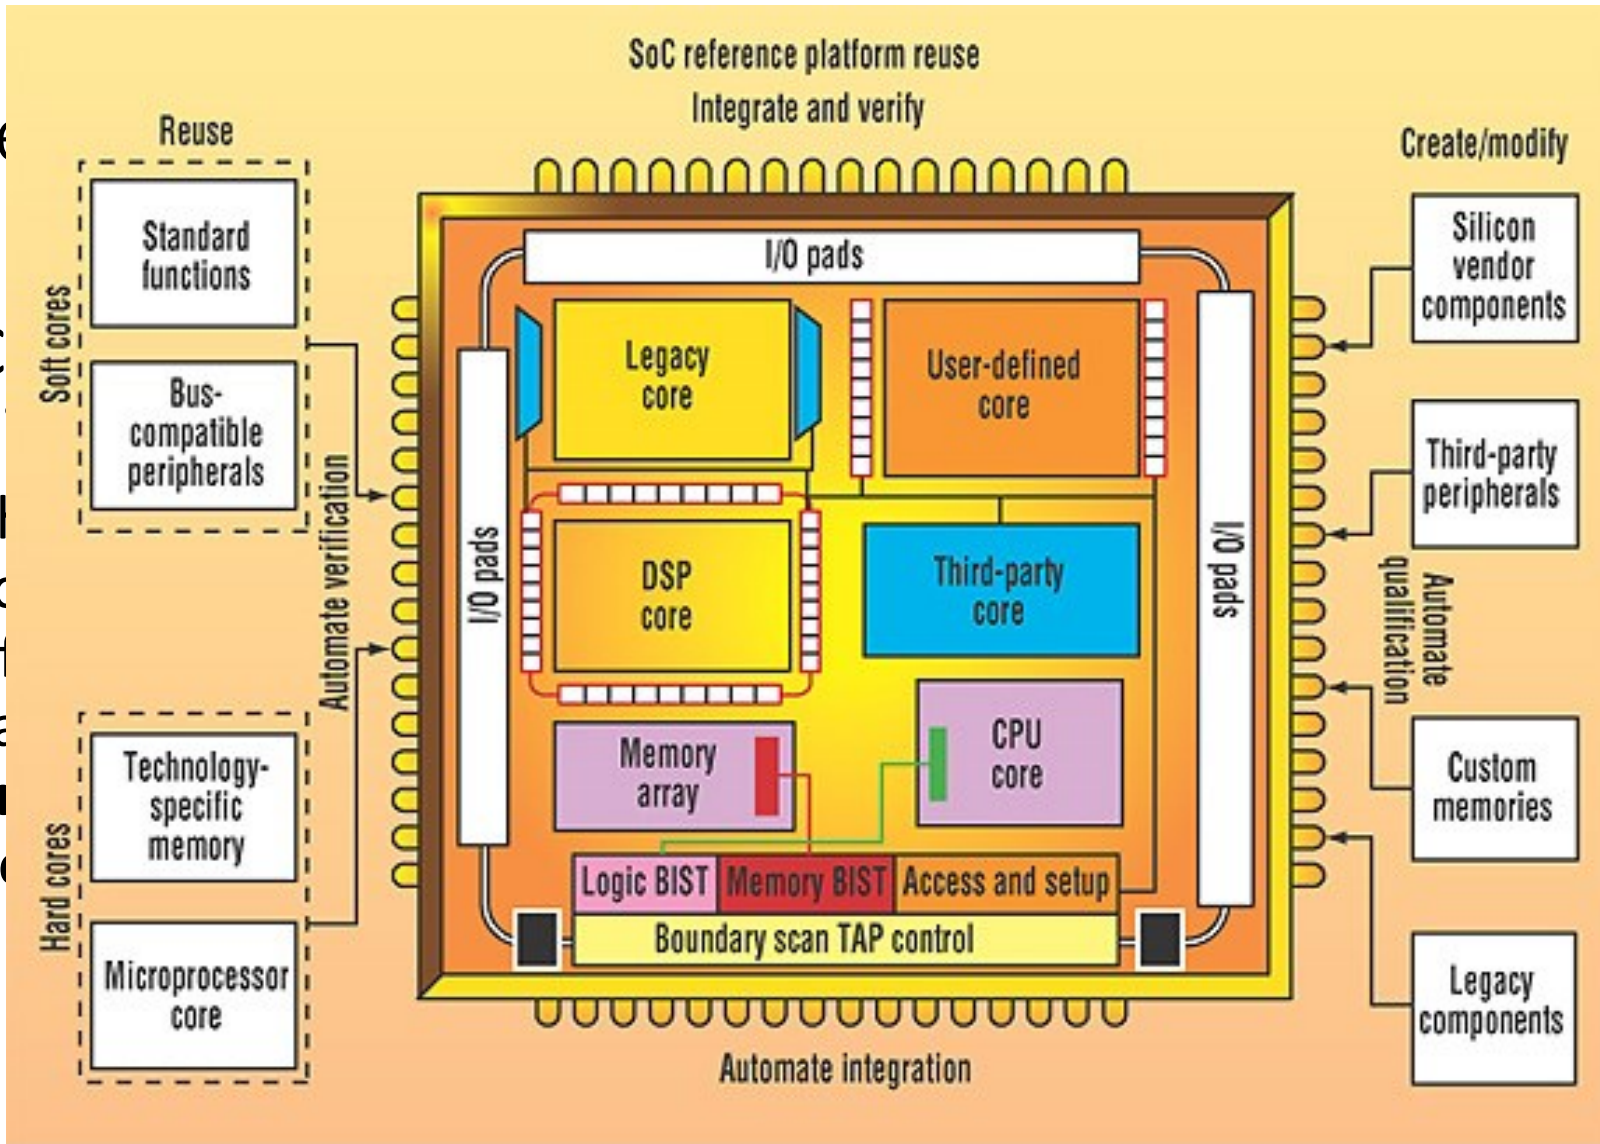 SoC reference platform reuse
Integrate and verify
Reuse
Create/modify
Soft cores
Standard
functions
Bus-
compatible
peripherals
Automate verification
Hard cores
Technology-
specific
memory
Microprocessor
core
I/O pads
I/O pads
I/O pads
Legacy
core
User-defined
core
DSP
core
Third-party
core
Memory
array
CPU
core
Logic BIST
Memory BIST
Access and setup
Boundary scan TAP control
Silicon
vendor
components
Third-party
peripherals
Automate
qualification
Custom
memories
Legacy
components
Automate integration